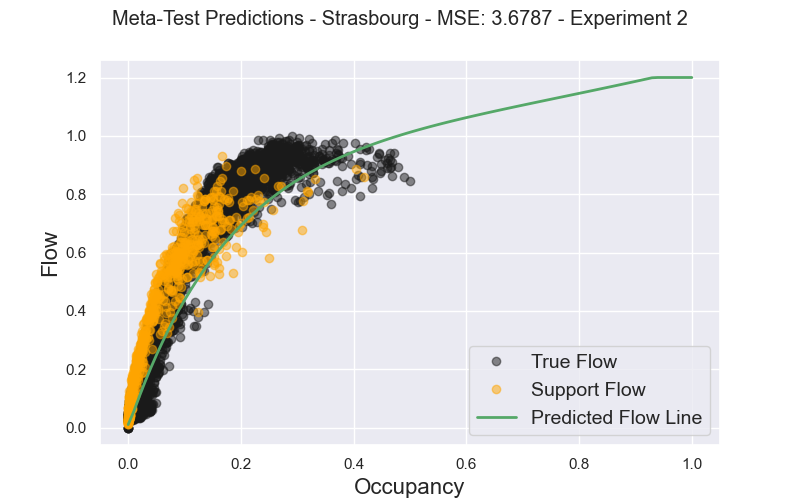 Meta-Test Predictions - Strasbourg - MSE: 3.6787 - Experiment 2
1.2
1.0
0.8
0.6
0.4
0.2
0.0
Flow
True Flow
Support Flow
Predicted Flow Line
0.0 0.2 0.4 0.6 0.8 1.0
Occupancy